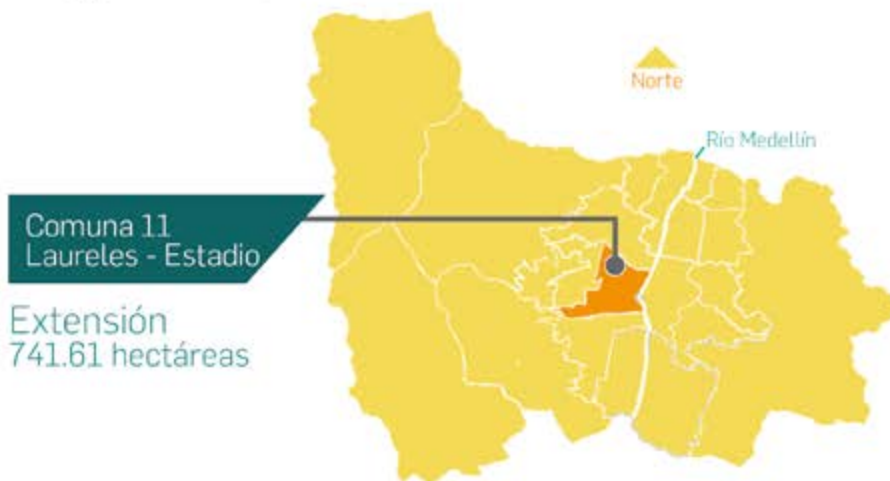 Norte
Río Medellín
Comuna 11
Laureles - Estadio
Extensión
741.61 hectáreas